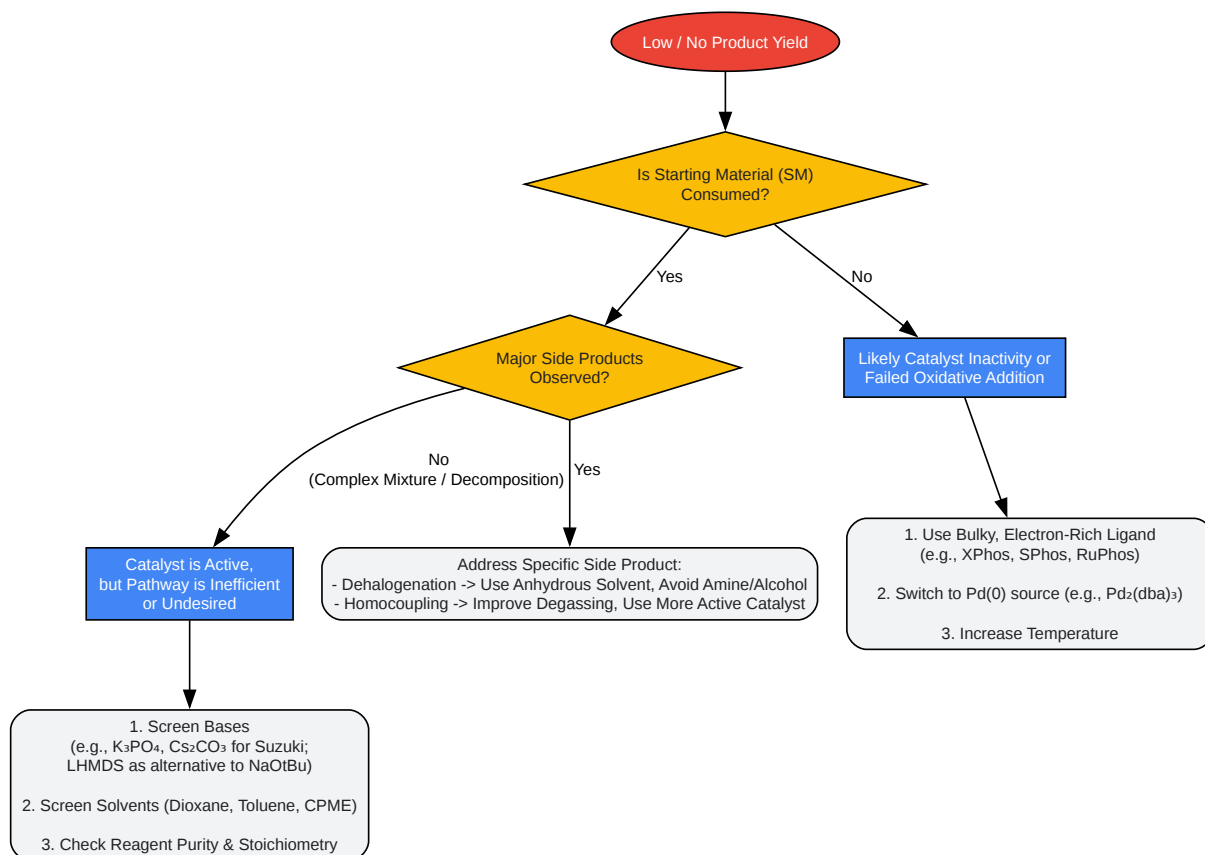 Low / No Product Yield
Is Starting Material (SM)
Consumed?
Yes
No
Major Side Products
Observed?
Likely Catalyst Inactivity or
Failed Oxidative Addition
No
(Complex Mixture / Decomposition)
Yes
Catalyst is Active,
but Pathway is Inefficient
or Undesired
Address Specific Side Product:
- Dehalogenation -> Use Anhydrous Solvent, Avoid Amine/Alcohol
- Homocoupling -> Improve Degassing, Use More Active Catalyst
1. Use Bulky, Electron-Rich Ligand
(e.g., XPhos, SPhos, RuPhos)
2. Switch to Pd(0) source (e.g., Pd₂(dba)₃)
3. Increase Temperature
1. Screen Bases
(e.g., K₃PO₄, Cs₂CO₃ for Suzuki;
LHMDS as alternative to NaOtBu)
2. Screen Solvents (Dioxane, Toluene, CPME)
3. Check Reagent Purity & Stoichiometry